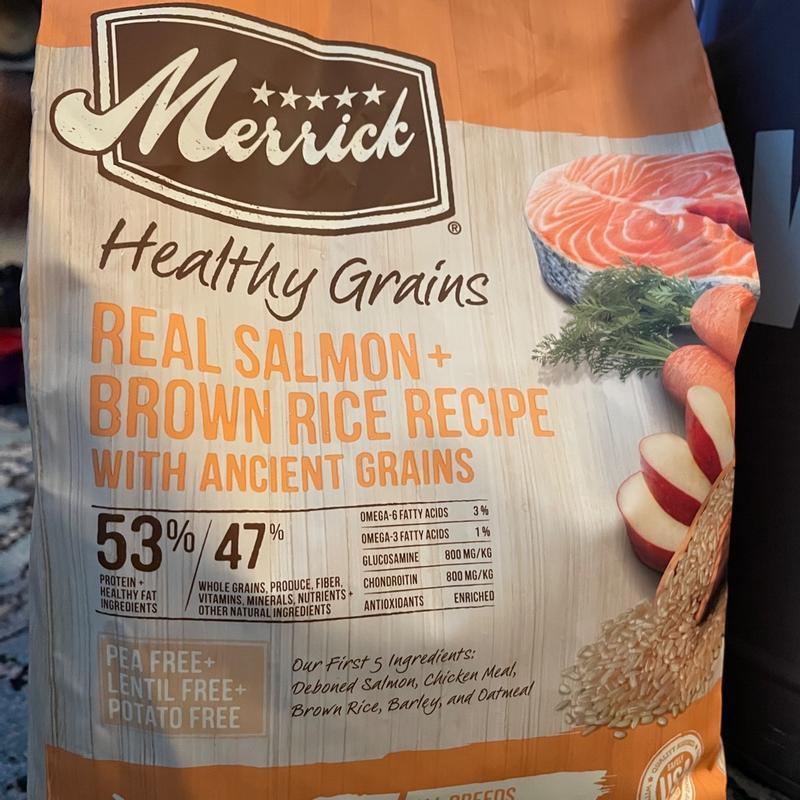 Merrick®
Healthy Grains
REAL SALMON +
BROWN RICE RECIPE
WITH ANCIENT GRAINS
53% / 47%
PROTEIN +
HEALTHY FAT
INGREDIENTS
WHOLE GRAINS, PRODUCE, FIBER,
VITAMINS, MINERALS, NUTRIENTS +
OTHER NATURAL INGREDIENTS
OMEGA-6 FATTY ACIDS 3 %
OMEGA-3 FATTY ACIDS 1 %
GLUCOSAMINE 800 MG/KG
CHONDROITIN 800 MG/KG
ANTIOXIDANTS ENRICHED
PEA FREE+
LENTIL FREE+
POTATO FREE
Our First 5 Ingredients:
Deboned Salmon, Chicken Meal,
Brown Rice, Barley, and Oatmeal
BREEDS
USA